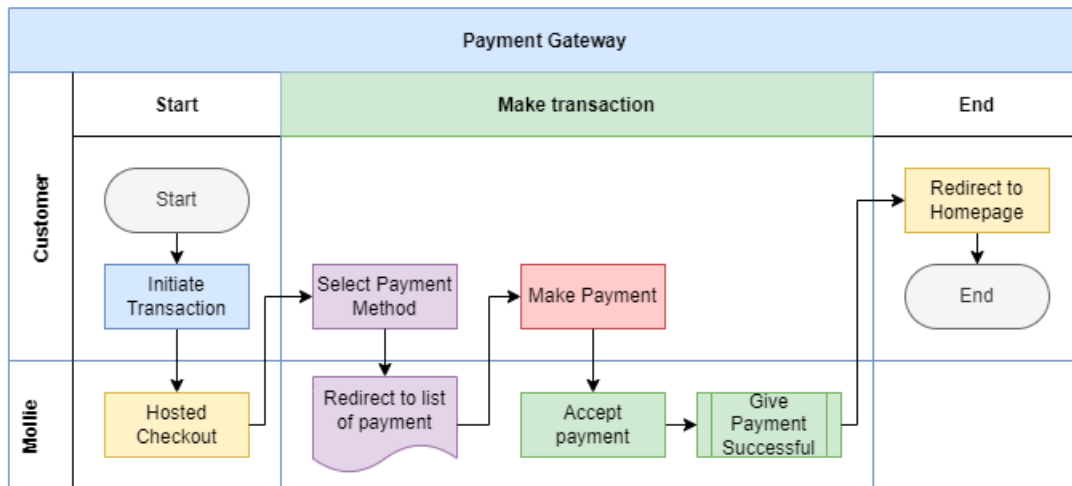 Payment Gateway
Start
Make transaction
End
Customer
Start
Redirect to
Homepage
Initiate
Transaction
Select Payment
Method
Make Payment
End
Mollie
Hosted
Checkout
Redirect to list
of payment
Accept
payment
Give
Payment
Successful